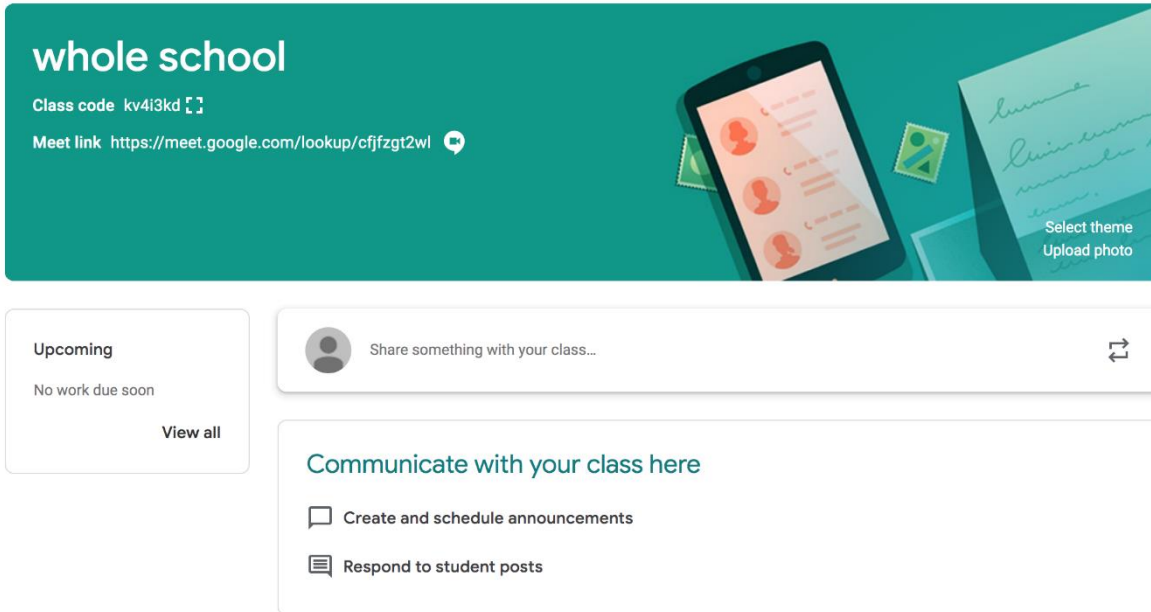 whole school
Class code kv4i3kd
Meet link https://meet.google.com/lookup/cfjfzgt2wl
Select theme
Upload photo
Upcoming
No work due soon
View all
Share something with your class...
Communicate with your class here
Create and schedule announcements
Respond to student posts